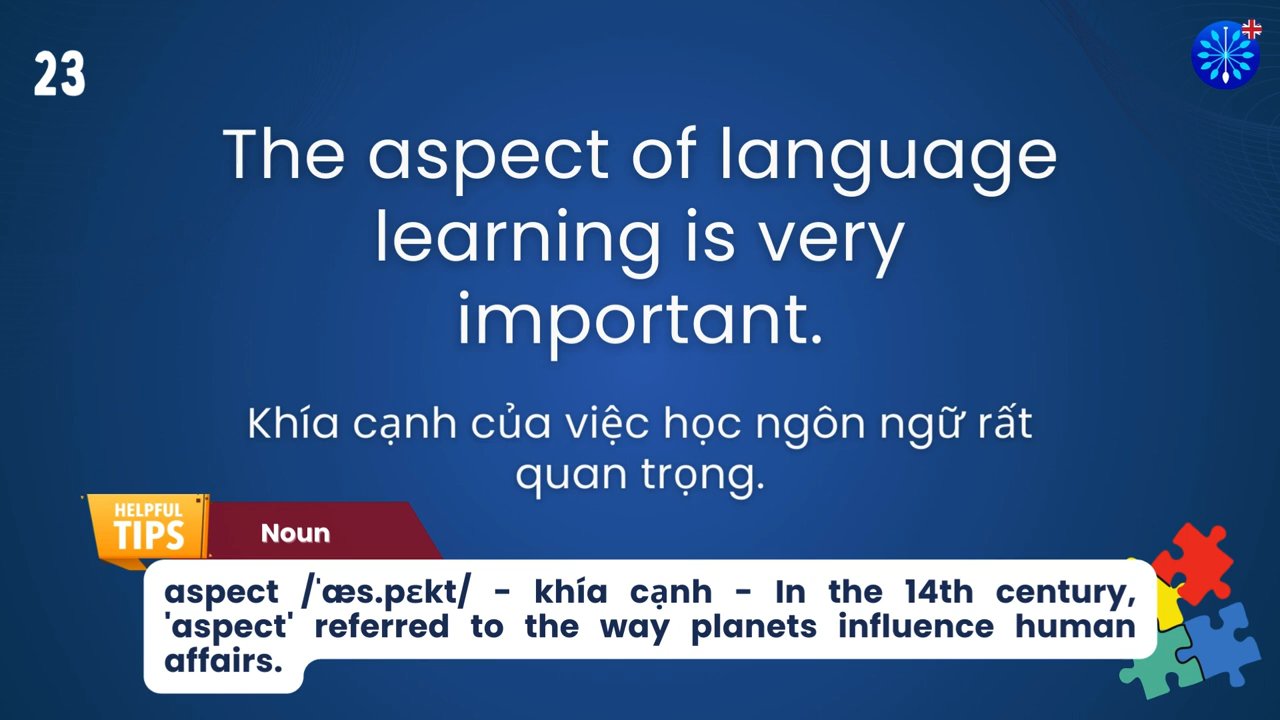 23
The aspect of language
learning is very
important.
Khía cạnh của việc học ngôn ngữ rất
quan trọng.
HELPFUL
TIPS
Noun
aspect /ˈæs.pɛkt/ - khía cạnh - In the 14th century,
'aspect' referred to the way planets influence human
affairs.